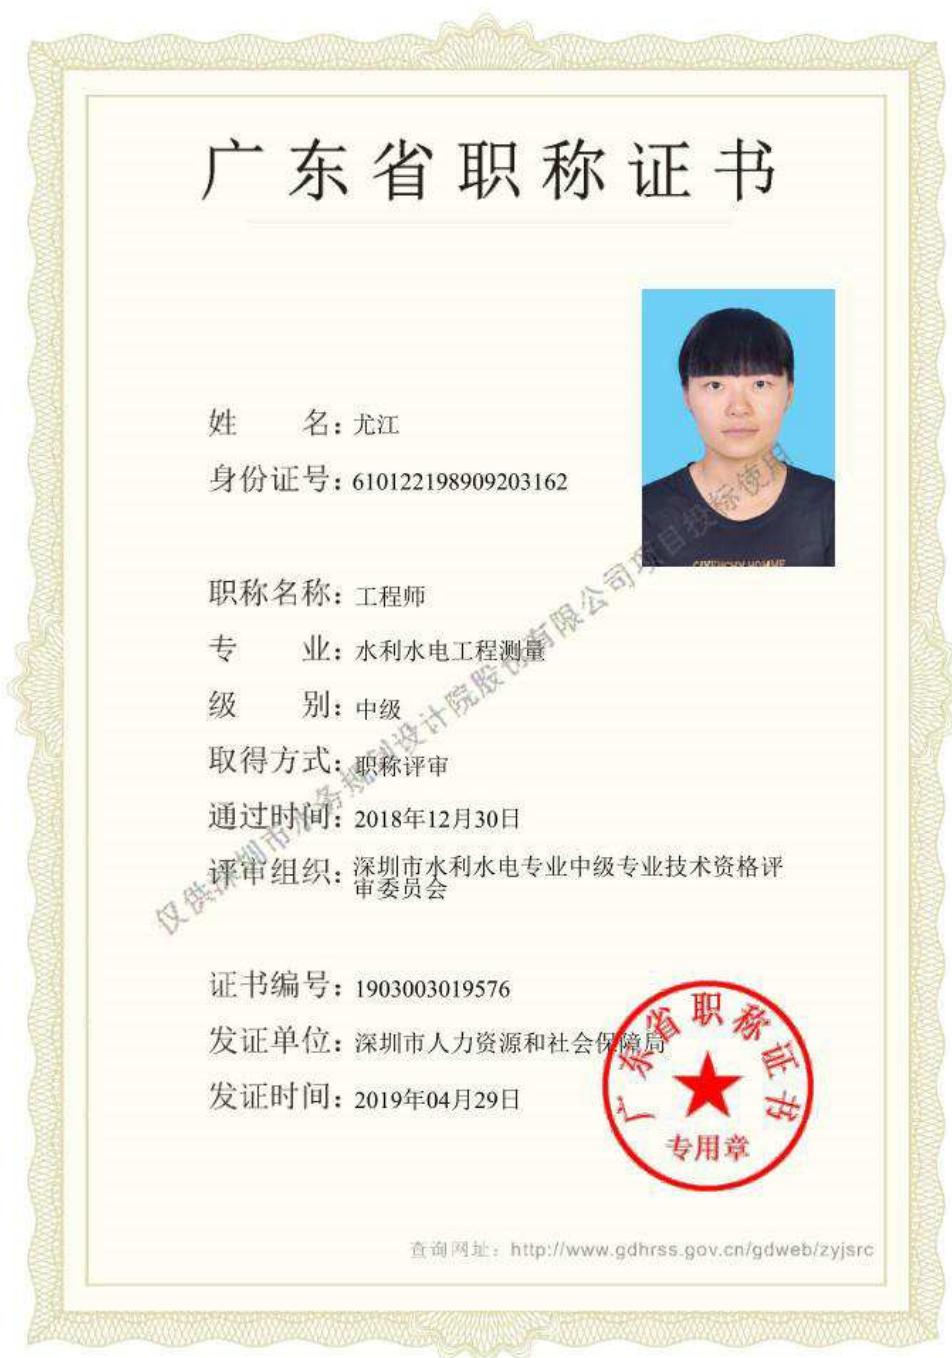 广东省职称证书
姓 名：尤江
身份证号：610122198909203162
职称名称：工程师
专 业：水利水电工程测量
级 别：中级
取得方式：职称评审
通过时间：2018年12月30日
评审组织：深圳市水利水电专业中级专业技术资格评
审委员会
证书编号：1903003019576
发证单位：深圳市人力资源和社会保障局
发证时间：2019年04月29日
广东省职称证书
专用章
查询网址：http://www.gdhrss.gov.cn/gdweb/zyjsrc
仅供深圳市水务规划设计院股份有限公司项目投标使用
GIVENCHY HOMME